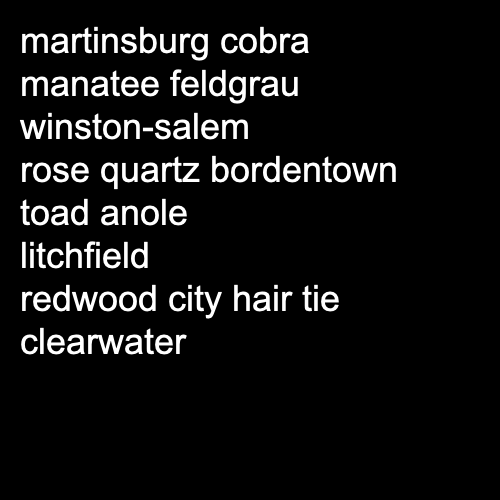 martinsburg cobra
manatee feldgrau
winston-salem
rose quartz bordentown
toad anole
litchfield
redwood city hair tie
clearwater